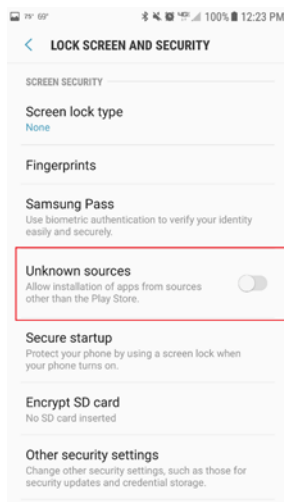 75° 69° 100% 12:23 PM
LOCK SCREEN AND SECURITY
SCREEN SECURITY
Screen lock type
None
Fingerprints
Samsung Pass
Use biometric authentication to verify your identity
easily and securely.
Unknown sources
Allow installation of apps from sources
other than the Play Store.
Secure startup
Protect your phone by using a screen lock when
your phone turns on.
Encrypt SD card
No SD card inserted
Other security settings
Change other security settings, such as those for
security updates and credential storage.